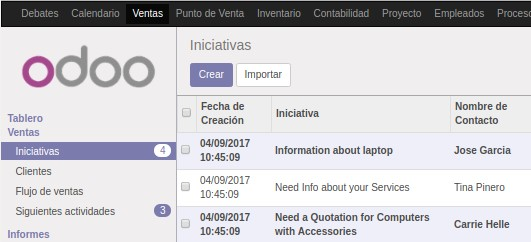 Debates Calendario Ventas Punto de Venta Inventario Contabilidad Proyecto Empleados Proces
odoo
Tablero
Ventas
Iniciativas 4
Clientes
Flujo de ventas
Siguientes actividades 3
Informes
Iniciativas
Crear Importar
Fecha de Creación Iniciativa Nombre de Contacto
04/09/2017 10:45:09 Information about laptop Jose Garcia
04/09/2017 10:45:09 Need Info about your Services Tina Pinero
04/09/2017 10:45:09 Need a Quotation for Computers with Accessories Carrie Helle